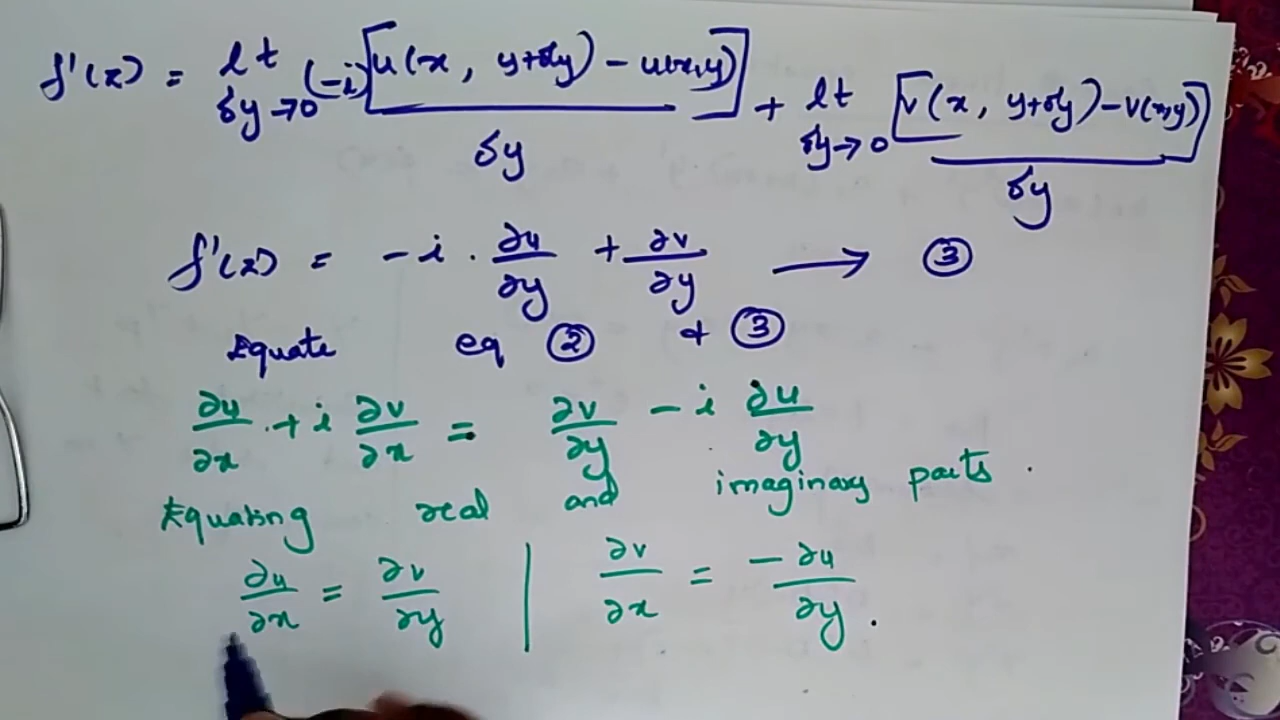 f'(z) = lt δy→0 (-i) [u(x, y+δy) - u(x,y)] / δy + lt δy→0 [v(x, y+δy) - v(x,y)] / δy
f'(z) = -i . ∂u/∂y + ∂v/∂y → ③
Equate eq ② & ③
∂u/∂x + i ∂v/∂x = ∂v/∂y - i ∂u/∂y
Equating real and imaginary parts.
∂u/∂x = ∂v/∂y | ∂v/∂x = -∂u/∂y.